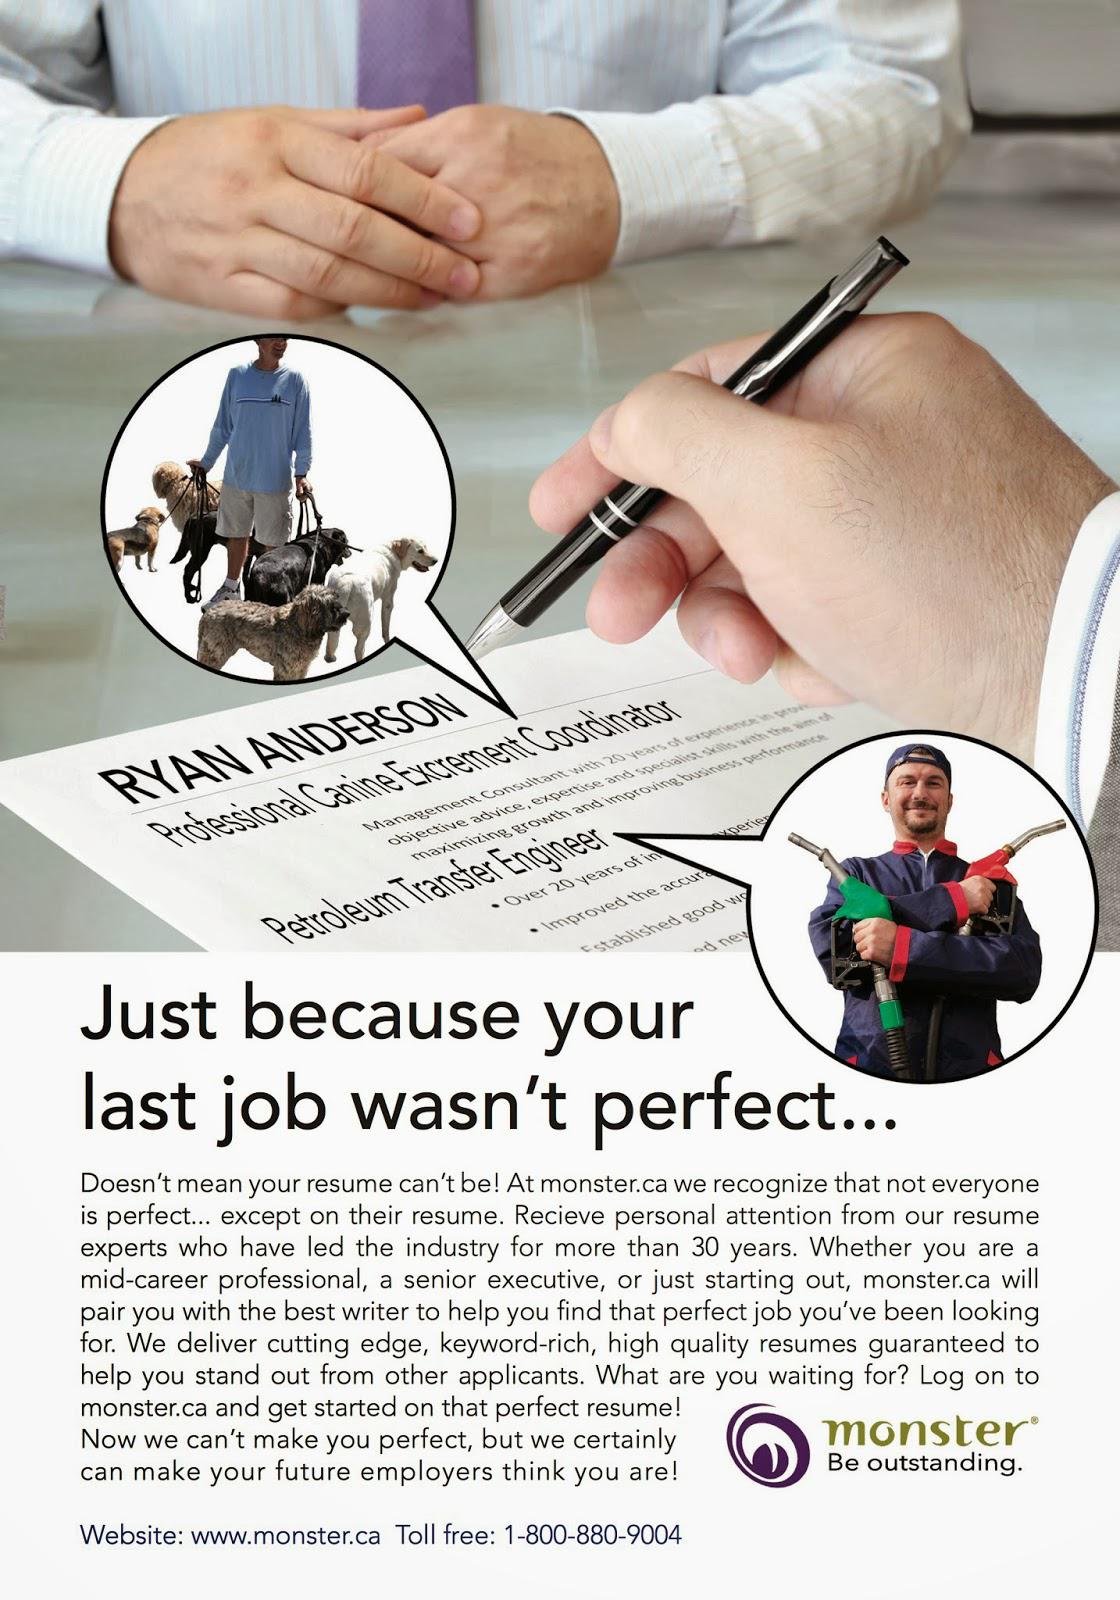 RYAN ANDERSON
Professional Canine Excrement Coordinator
Management Consultant with 20 years of experience in
objective advice, expertise and specialist skills with the aim of
maximizing growth and improving business performance
Petroleum Transfer Engineer
• Over 20 years of in
• Improved the accura
Established good wo
ed new
Just because your
last job wasn't perfect...
Doesn't mean your resume can't be! At monster.ca we recognize that not everyone
is perfect... except on their resume. Recieve personal attention from our resume
experts who have led the industry for more than 30 years. Whether you are a
mid-career professional, a senior executive, or just starting out, monster.ca will
pair you with the best writer to help you find that perfect job you've been looking
for. We deliver cutting edge, keyword-rich, high quality resumes guaranteed to
help you stand out from other applicants. What are you waiting for? Log on to
monster.ca and get started on that perfect resume!
Now we can't make you perfect, but we certainly
can make your future employers think you are!
monster®
Be outstanding.
Website: www.monster.ca Toll free: 1-800-880-9004